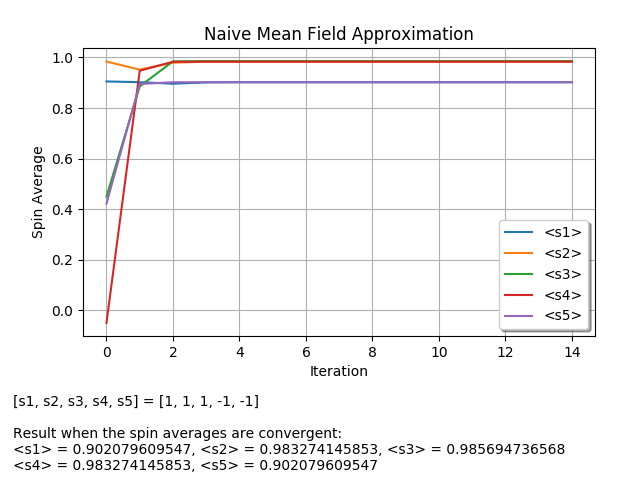 Naive Mean Field Approximation
1.0
0.8
0.6
0.4
0.2
0.0
Spin Average
<s1>
<s2>
<s3>
<s4>
<s5>
0 2 4 6 8 10 12 14
Iteration
[s1, s2, s3, s4, s5] = [1, 1, 1, -1, -1]
Result when the spin averages are convergent:
<s1> = 0.902079609547, <s2> = 0.983274145853, <s3> = 0.985694736568
<s4> = 0.983274145853, <s5> = 0.902079609547